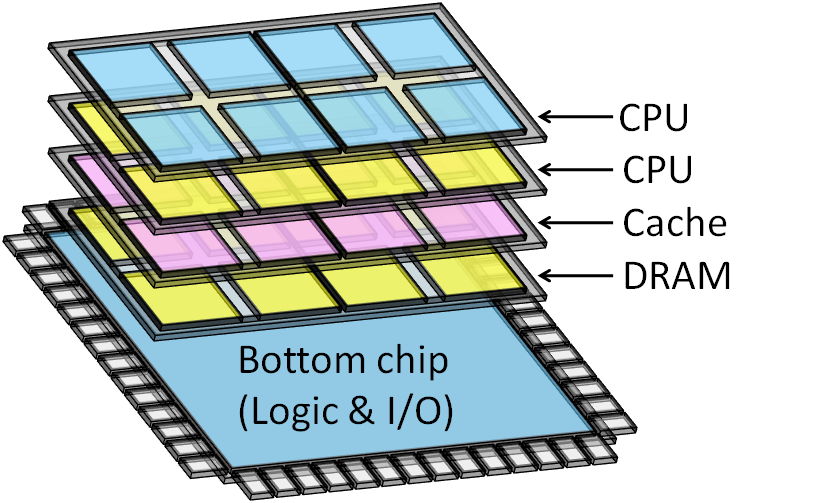 CPU
CPU
Cache
DRAM
Bottom chip
(Logic & I/O)